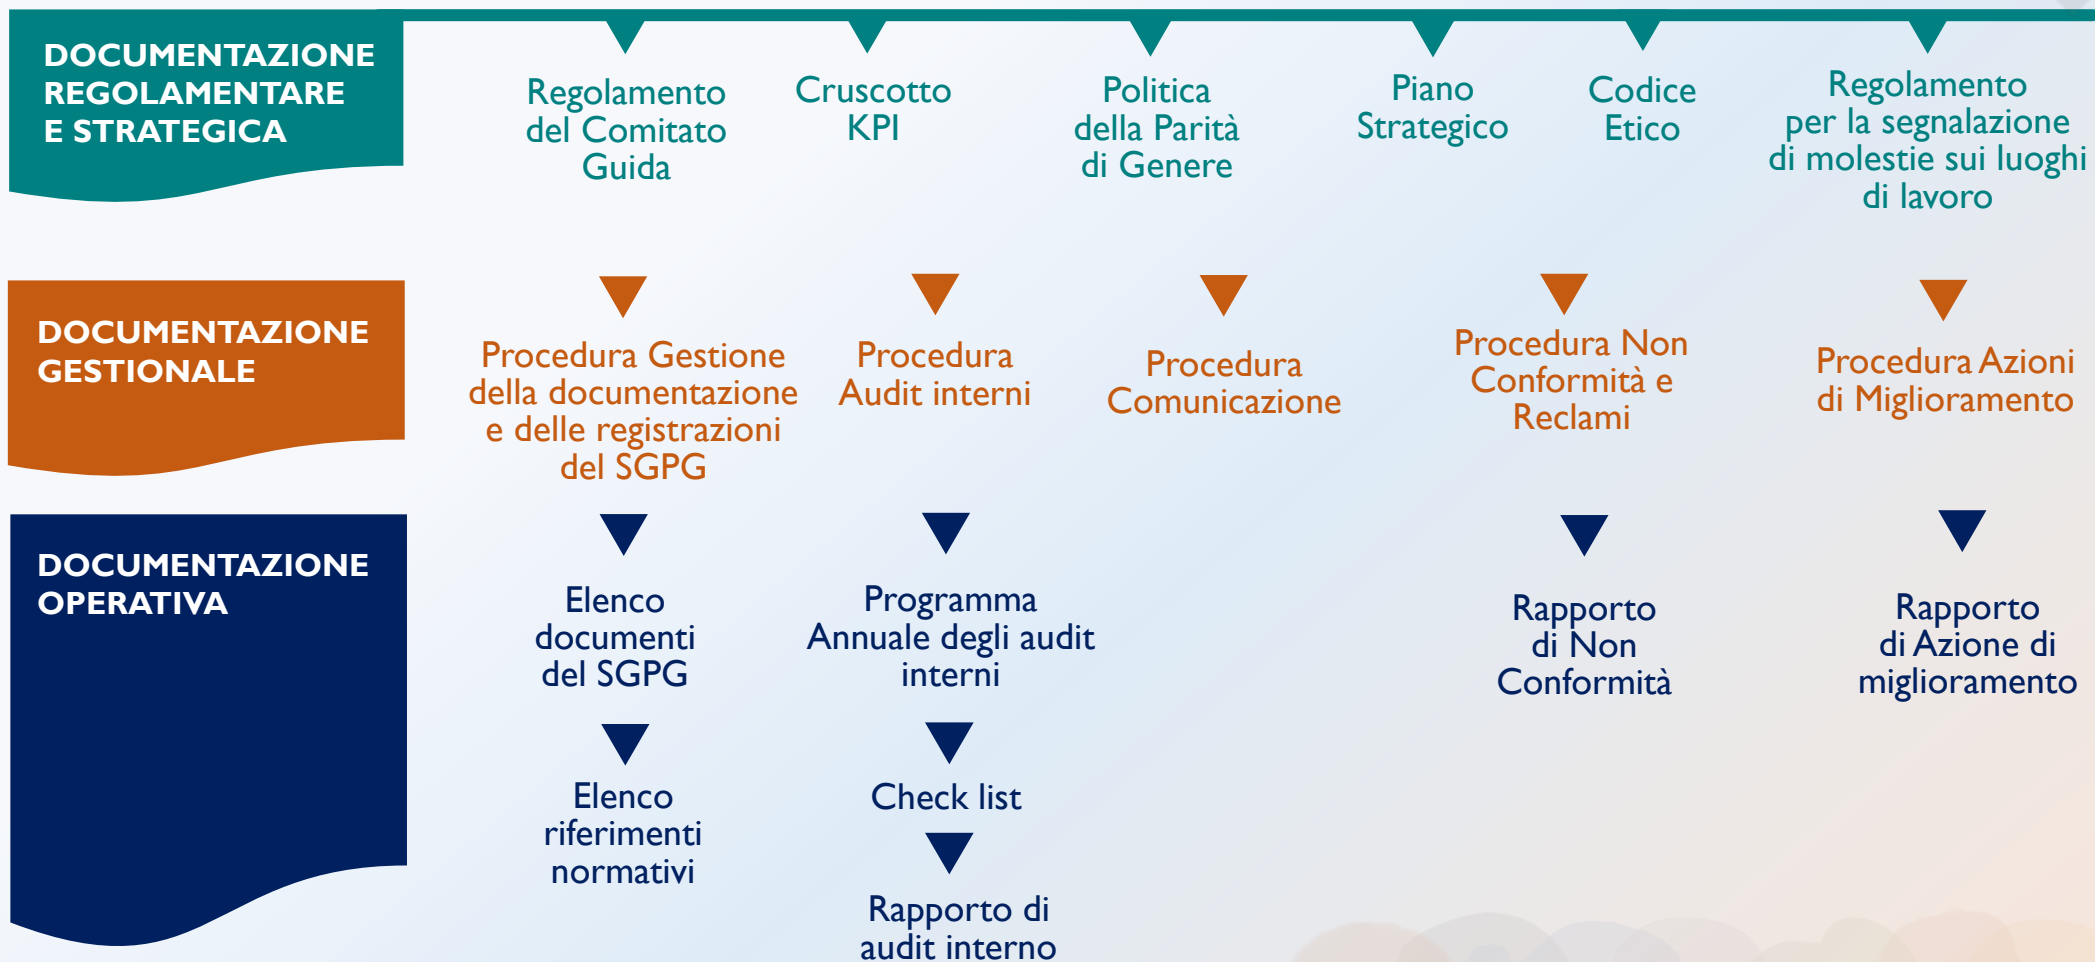 DOCUMENTAZIONE
REGOLAMENTARE
E STRATEGICA
Regolamento
del Comitato
Guida
Cruscotto
KPI
Politica
della Parità
di Genere
Piano
Strategico
Codice
Etico
Regolamento
per la segnalazione
di molestie sui luoghi
di lavoro
DOCUMENTAZIONE
GESTIONALE
Procedura Gestione
della documentazione
e delle registrazioni
del SGPG
Procedura
Audit interni
Procedura
Comunicazione
Procedura Non
Conformità e
Reclami
Procedura Azioni
di Miglioramento
DOCUMENTAZIONE
OPERATIVA
Elenco
documenti
del SGPG
Elenco
riferimenti
normativi
Programma
Annuale degli audit
interni
Check list
Rapporto di
audit interno
Rapporto
di Non
Conformità
Rapporto
di Azione di
miglioramento